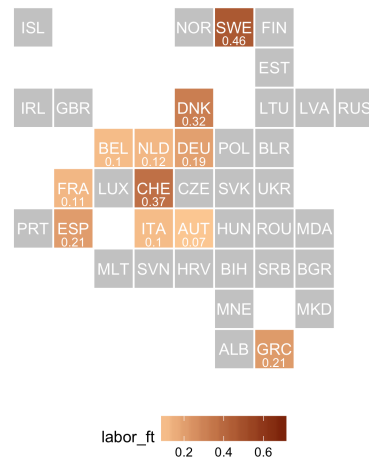 ISL NOR SWE FIN
0.46
EST
IRL GBR DNK LTU LVA RUS
0.32
BEL NLD DEU POL BLR
0.1 0.12 0.19
FRA LUX CHE CZE SVK UKR
0.11 0.37
PRT ESP ITA AUT HUN ROU MDA
0.21 0.1 0.07
MLT SVN HRV BIH SRB BGR
MNE MKD
ALB GRC
0.21
labor_ft
0.2 0.4 0.6